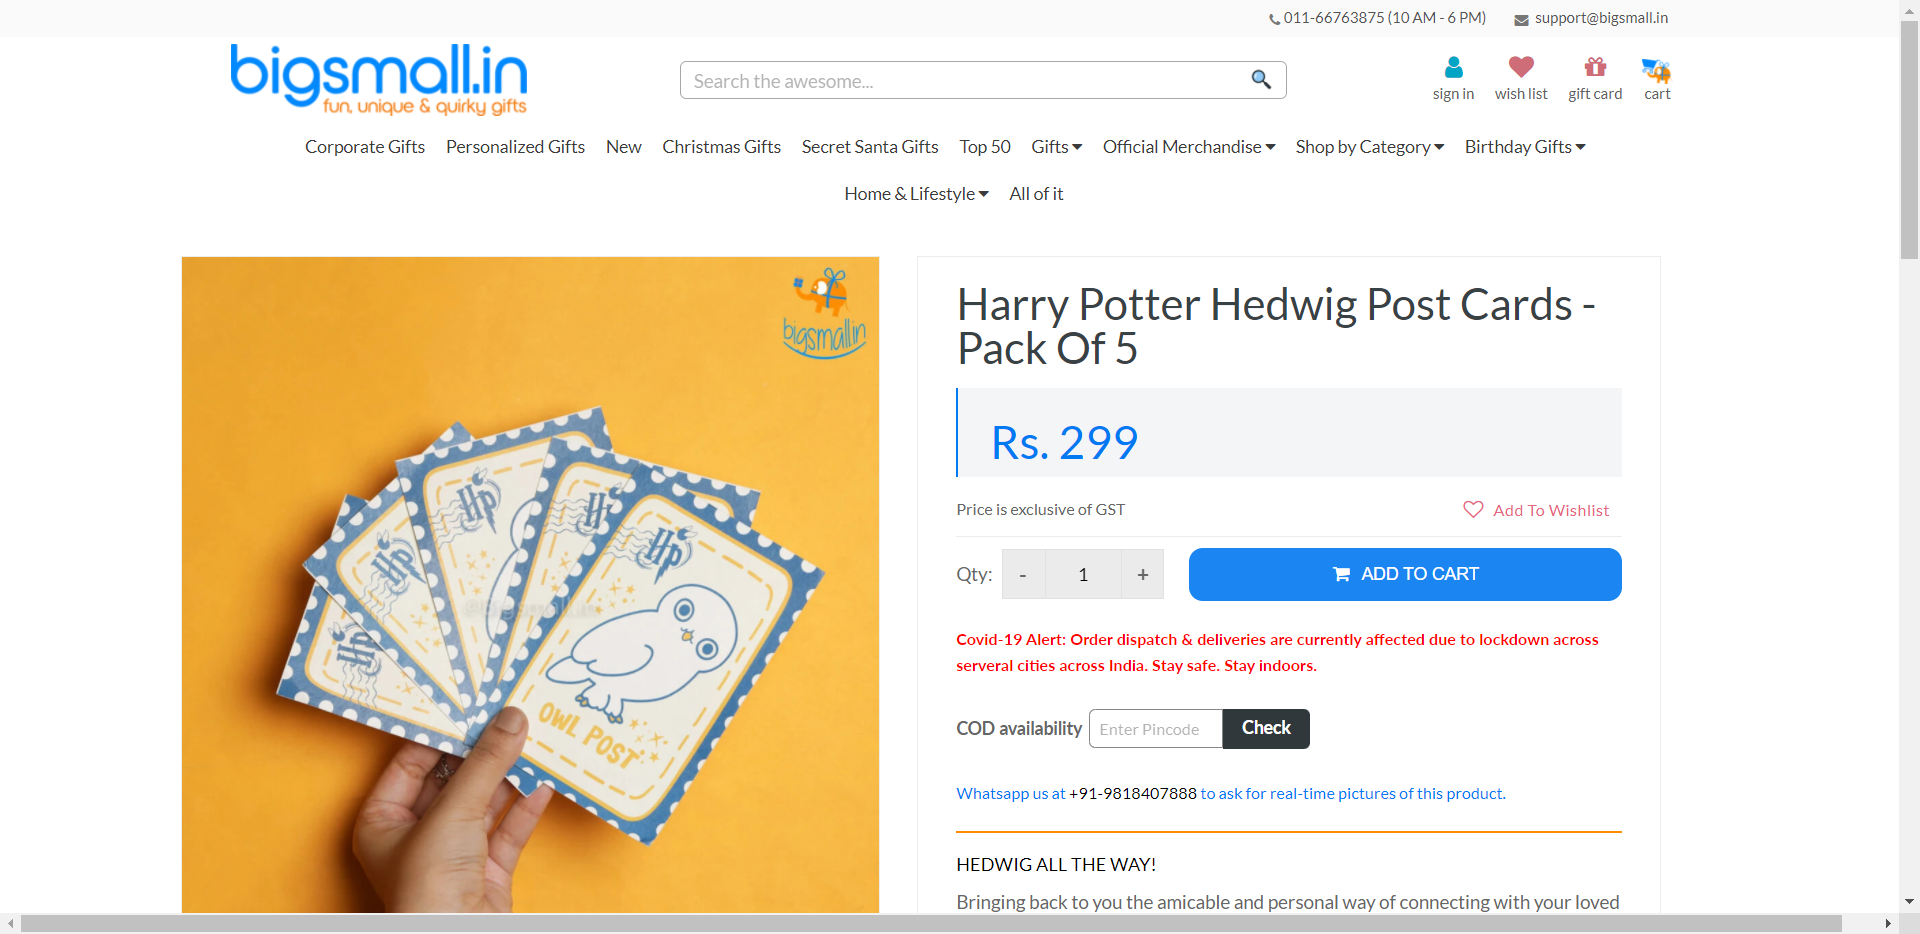 011-66763875 (10 AM - 6 PM) support@bigsmall.in
bigsmall.in
fun, unique & quirky gifts
Search the awesome...
sign in wish list gift card cart
Corporate Gifts Personalized Gifts New Christmas Gifts Secret Santa Gifts Top 50 Gifts Official Merchandise Shop by Category Birthday Gifts
Home & Lifestyle All of it
bigsmall.in
HP
HP
HP
HP
HP
@bigsmall.in
OWL POST
Harry Potter Hedwig Post Cards -
Pack Of 5
Rs. 299
Price is exclusive of GST Add To Wishlist
Qty: - 1 + ADD TO CART
Covid-19 Alert: Order dispatch & deliveries are currently affected due to lockdown across
serveral cities across India. Stay safe. Stay indoors.
COD availability Enter Pincode Check
Whatsapp us at +91-9818407888 to ask for real-time pictures of this product.
HEDWIG ALL THE WAY!
Bringing back to you the amicable and personal way of connecting with your loved